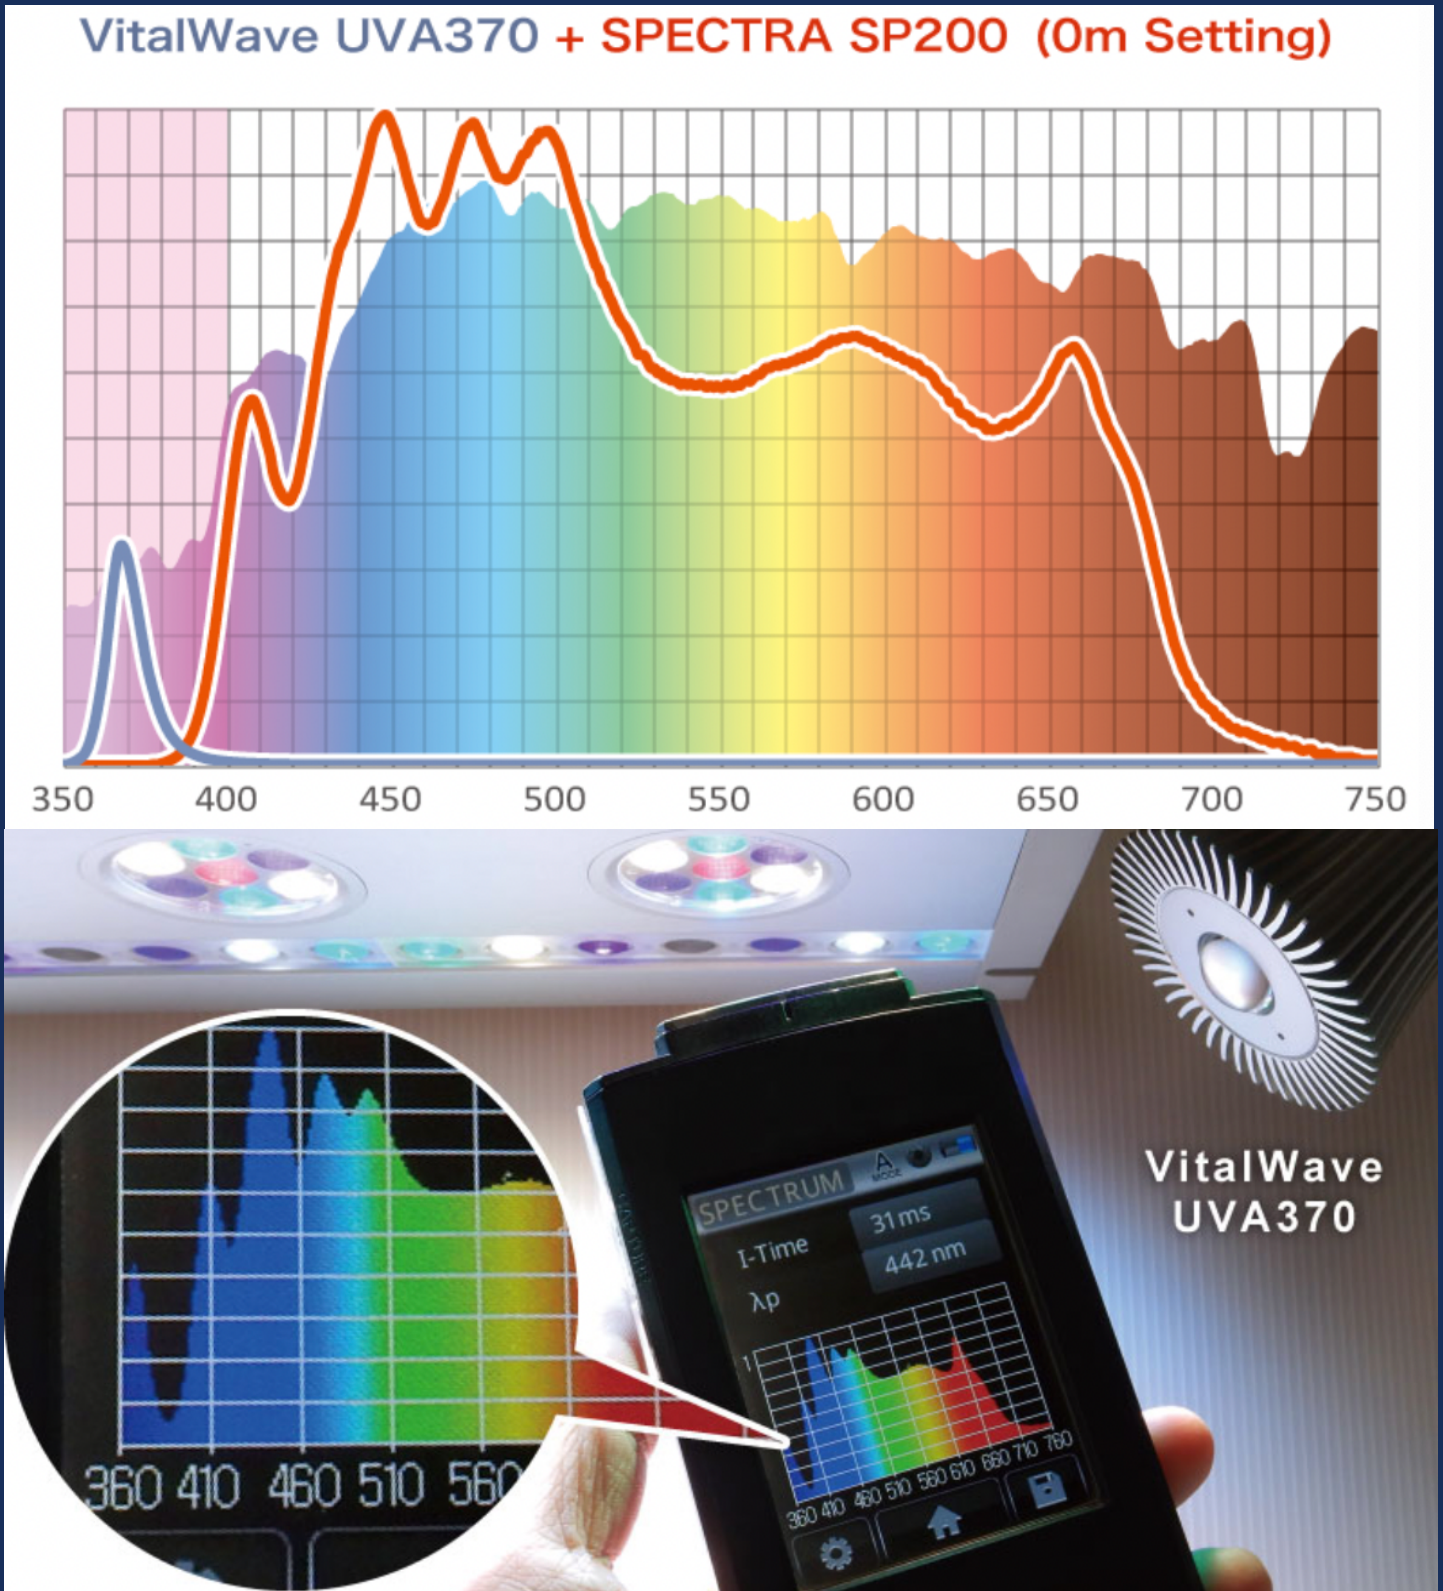 VitalWave UVA370 + SPECTRA SP200 (0m Setting)
350 400 450 500 550 600 650 700 750
VitalWave
UVA370
SPECTRUM
A
MODE
I-Time 31ms
λp 442 nm
1
360 410 460 510 560 610 660 710 760
360 410 460 510 560